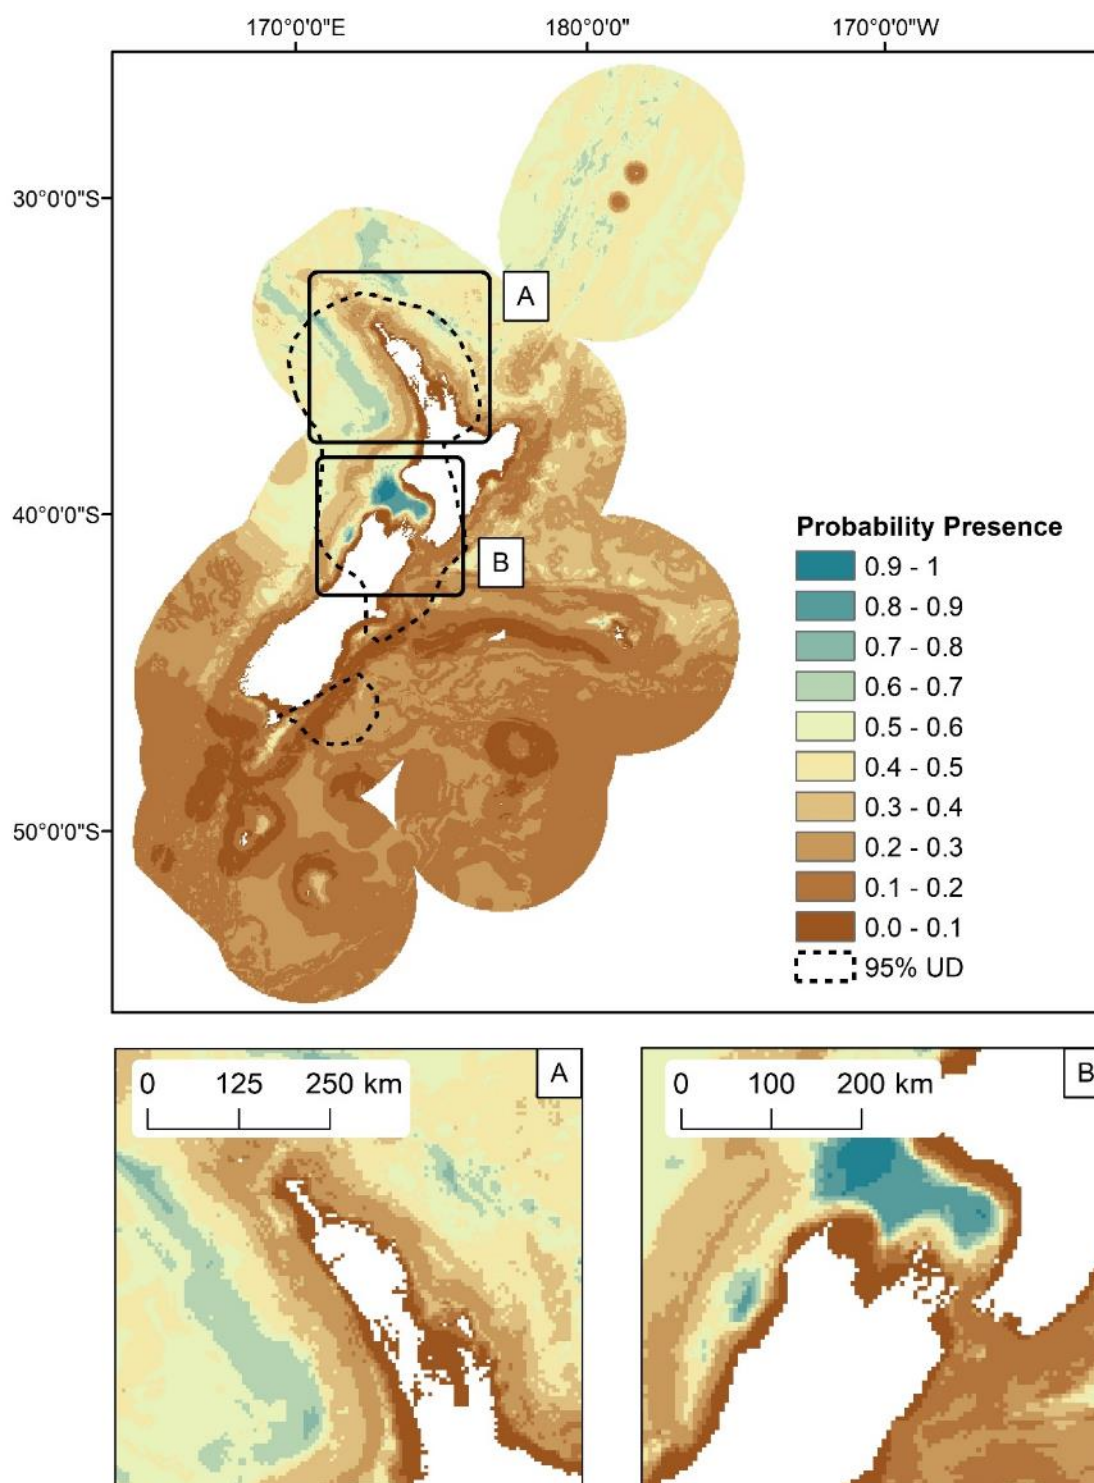 170°0'0"E 180°0'0" 170°0'0"W
30°0'0"S
A
40°0'0"S
B
50°0'0"S
Probability Presence
0.9 - 1
0.8 - 0.9
0.7 - 0.8
0.6 - 0.7
0.5 - 0.6
0.4 - 0.5
0.3 - 0.4
0.2 - 0.3
0.1 - 0.2
0.0 - 0.1
95% UD
0 125 250 km
A
0 100 200 km
B